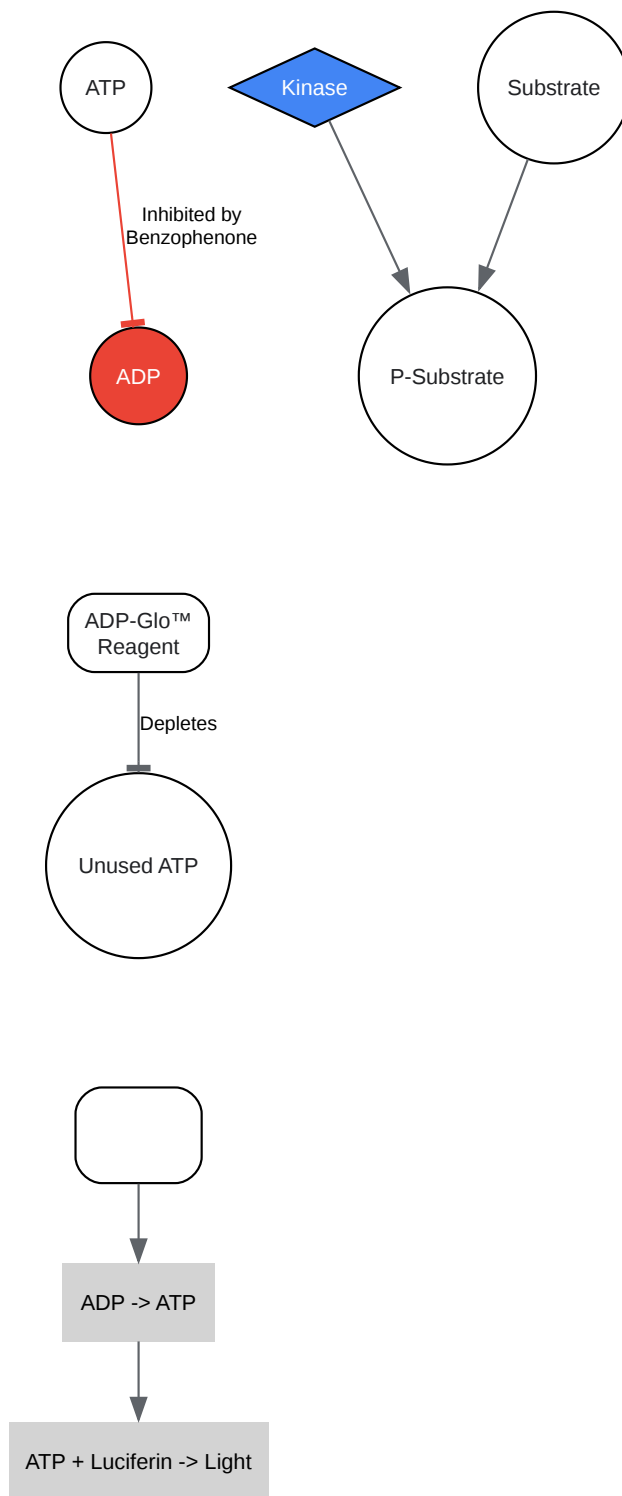 ATP
Kinase
Substrate
Inhibited by
Benzophenone
ADP
P-Substrate
ADP-Glo™
Reagent
Depletes
Unused ATP
ADP -> ATP
ATP + Luciferin -> Light